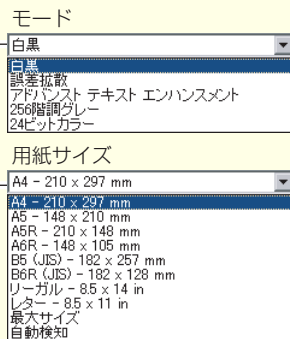 モード
白黒
白黒
誤差拡散
アドバンスト テキスト エンハンスメント
256階調グレー
24ビットカラー
用紙サイズ
A4 - 210 x 297 mm
A4 - 210 x 297 mm
A5 - 148 x 210 mm
A5R - 210 x 148 mm
A6R - 148 x 105 mm
B5 (JIS) - 182 x 257 mm
B6R (JIS) - 182 x 128 mm
リーガル - 8.5 x 14 in
レター - 8.5 x 11 in
最大サイズ
自動検知